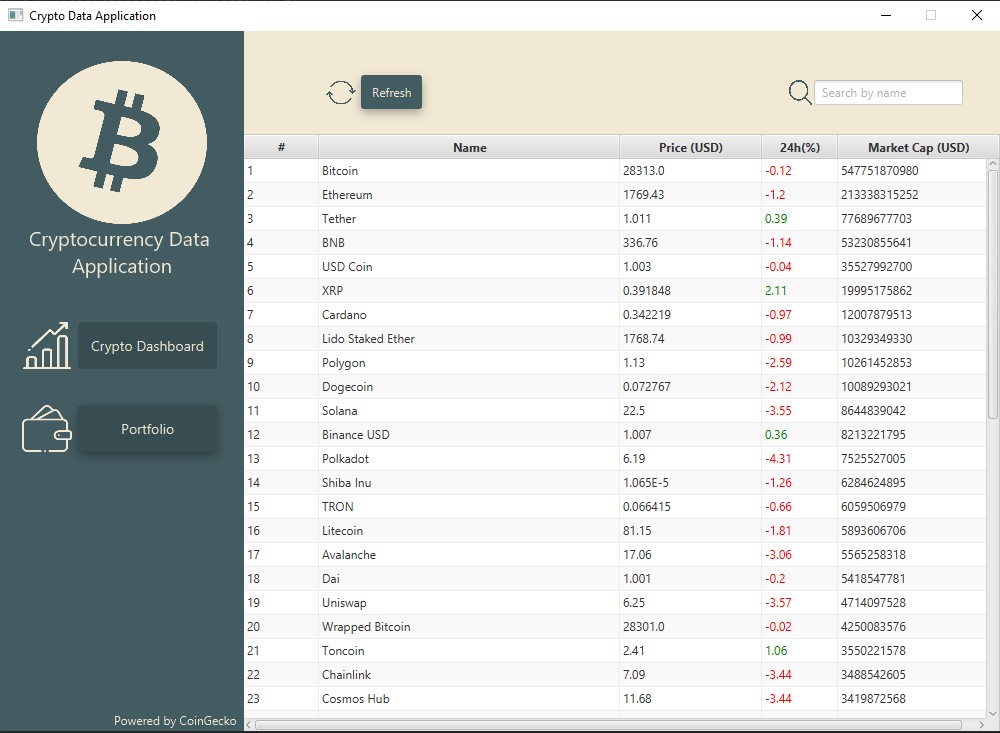 Crypto Data Application
Cryptocurrency Data
Application
Crypto Dashboard
Portfolio
Powered by CoinGecko
Refresh
Search by name
# Name Price (USD) 24h(%) Market Cap (USD)
1 Bitcoin 28313.0 -0.12 547751870980
2 Ethereum 1769.43 -1.2 213338315252
3 Tether 1.011 0.39 77689677703
4 BNB 336.76 -1.14 53230855641
5 USD Coin 1.003 -0.04 35527992700
6 XRP 0.391848 2.11 19995175862
7 Cardano 0.342219 -0.97 12007879513
8 Lido Staked Ether 1768.74 -0.99 10329349330
9 Polygon 1.13 -2.59 10261452853
10 Dogecoin 0.072767 -2.12 10089293021
11 Solana 22.5 -3.55 8644839042
12 Binance USD 1.007 0.36 8213221795
13 Polkadot 6.19 -4.31 7525527005
14 Shiba Inu 1.065E-5 -1.26 6284624895
15 TRON 0.066415 -0.66 6059506979
16 Litecoin 81.15 -1.81 5893606706
17 Avalanche 17.06 -3.06 5565258318
18 Dai 1.001 -0.2 5418547781
19 Uniswap 6.25 -3.57 4714097528
20 Wrapped Bitcoin 28301.0 -0.02 4250083576
21 Toncoin 2.41 1.06 3550221578
22 Chainlink 7.09 -3.44 3488542605
23 Cosmos Hub 11.68 -3.44 3419872568